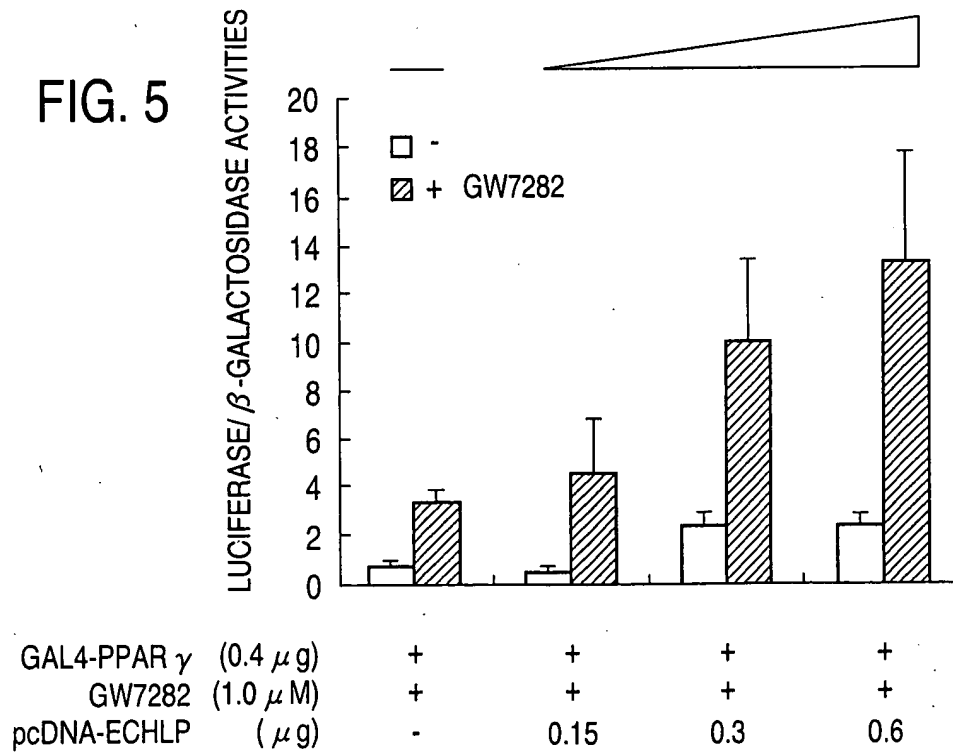 FIG. 5
LUCIFERASE/β-GALACTOSIDASE ACTIVITIES
20
18
16
14
12
10
8
6
4
2
0
-
+ GW7282
GAL4-PPAR γ (0.4 μg) + + + +
GW7282 (1.0 μM) + + + +
pcDNA-ECHLP (μg) - 0.15 0.3 0.6